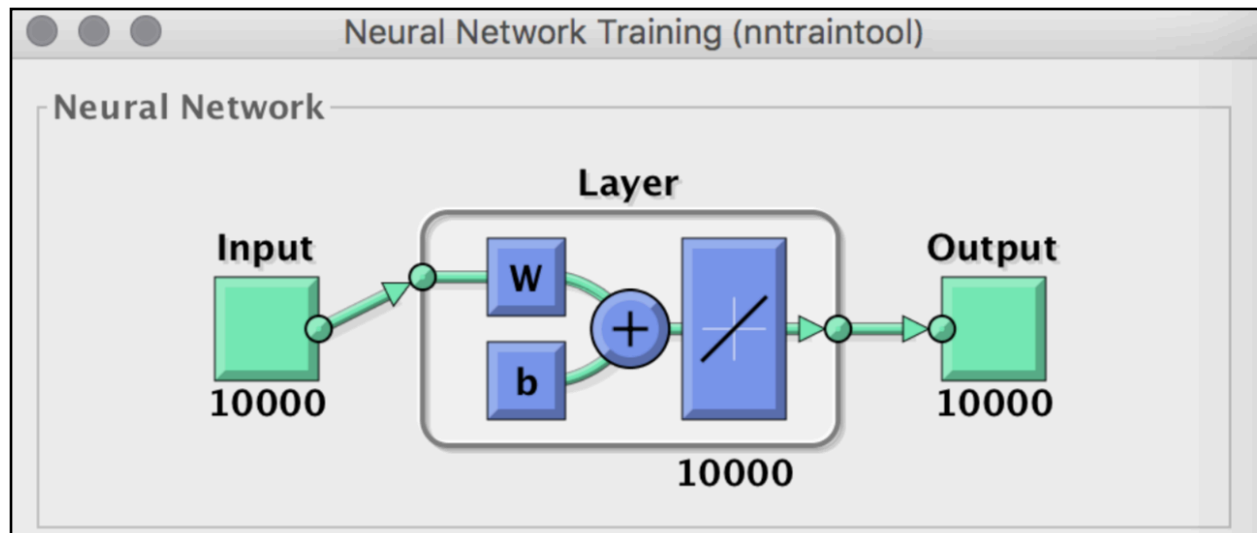 Neural Network Training (nntraintool)
Neural Network
Layer
Input
Output
W
b
10000
10000
10000